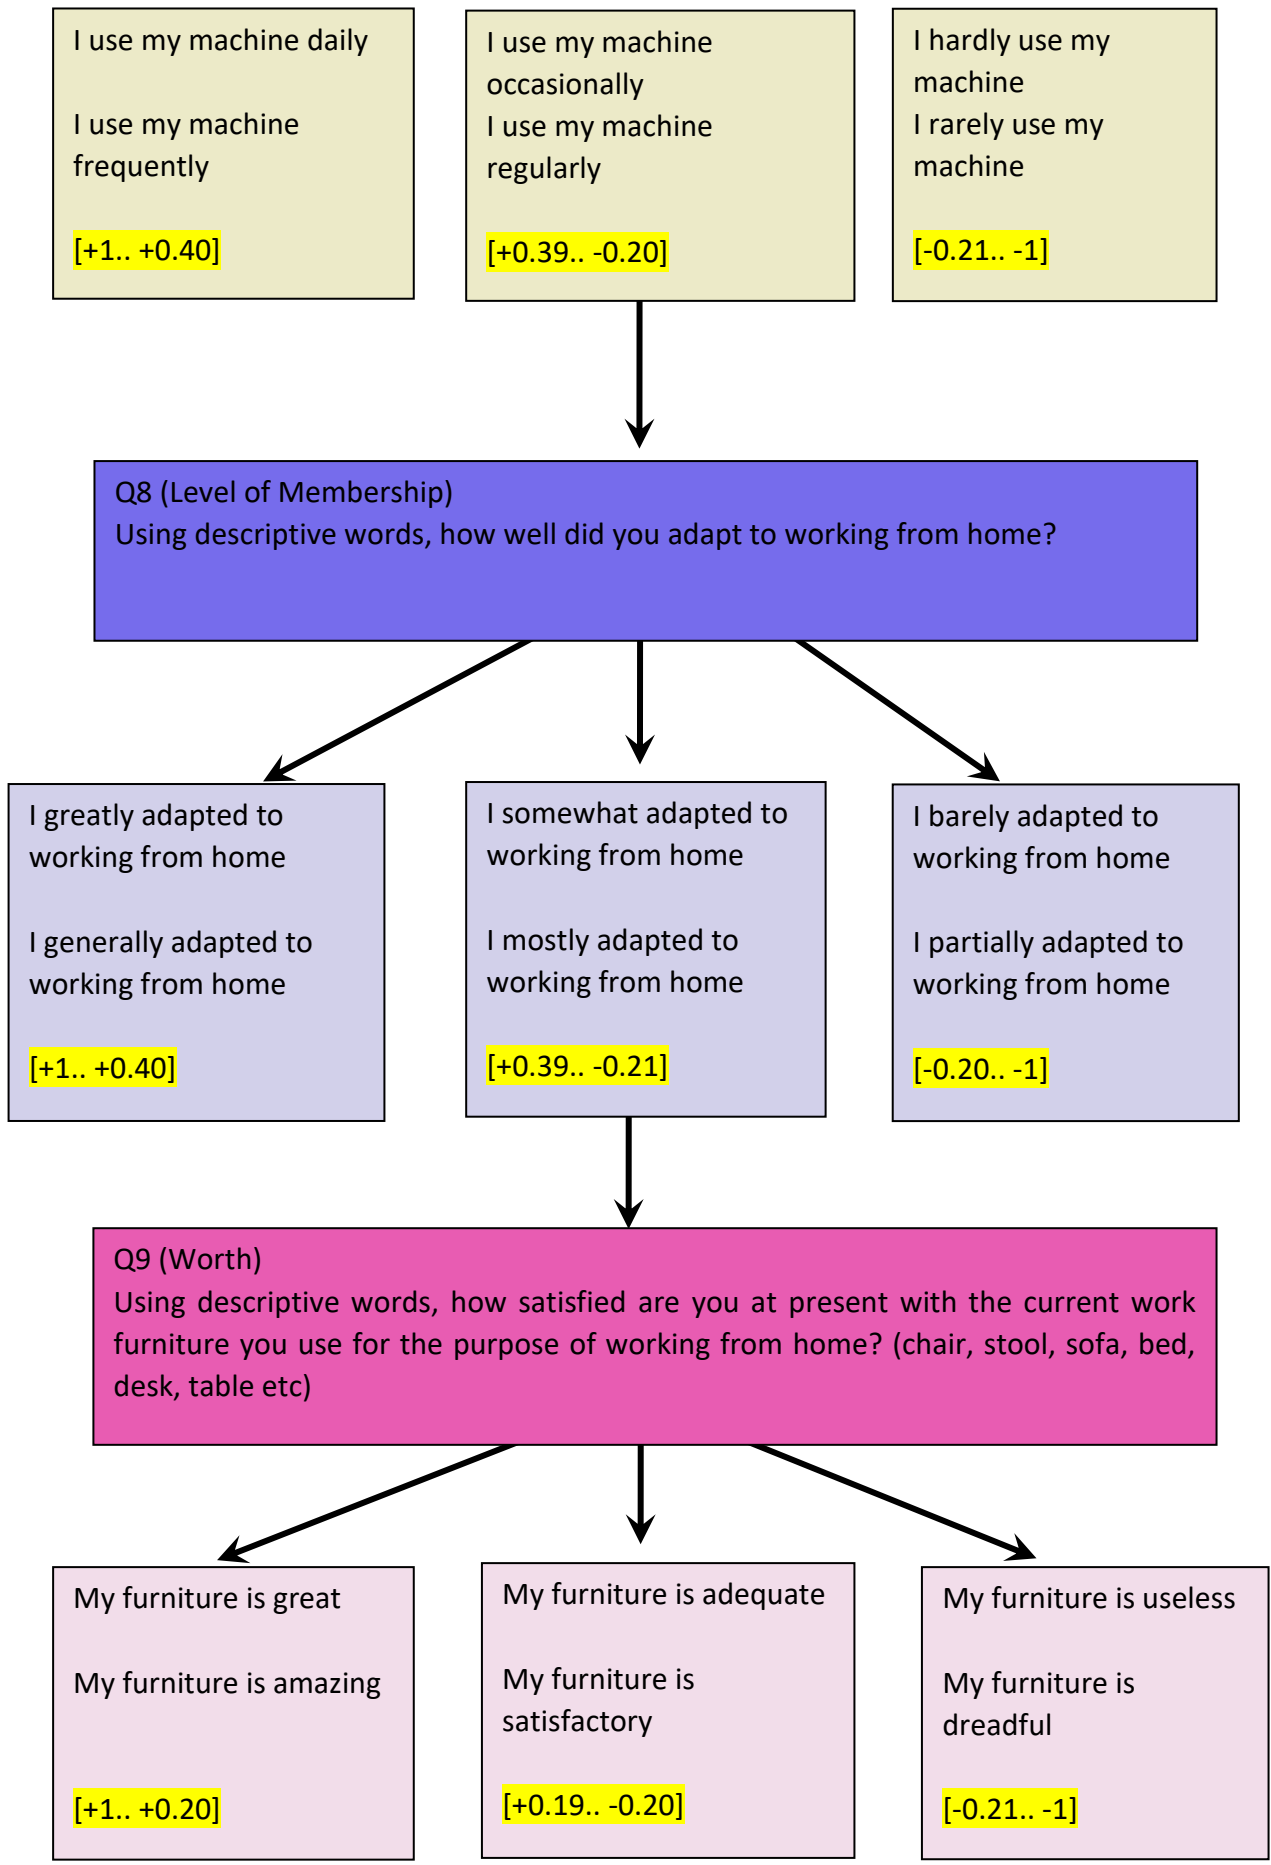 I use my machine daily
I use my machine
frequently
[+1.. +0.40]
I use my machine
occasionally
I use my machine
regularly
[+0.39.. -0.20]
I hardly use my
machine
I rarely use my
machine
[-0.21.. -1]
Q8 (Level of Membership)
Using descriptive words, how well did you adapt to working from home?
I greatly adapted to
working from home
I generally adapted to
working from home
[+1.. +0.40]
I somewhat adapted to
working from home
I mostly adapted to
working from home
[+0.39.. -0.21]
I barely adapted to
working from home
I partially adapted to
working from home
[-0.20.. -1]
Q9 (Worth)
Using descriptive words, how satisfied are you at present with the current work
furniture you use for the purpose of working from home? (chair, stool, sofa, bed,
desk, table etc)
My furniture is great
My furniture is amazing
[+1.. +0.20]
My furniture is adequate
My furniture is
satisfactory
[+0.19.. -0.20]
My furniture is useless
My furniture is
dreadful
[-0.21.. -1]